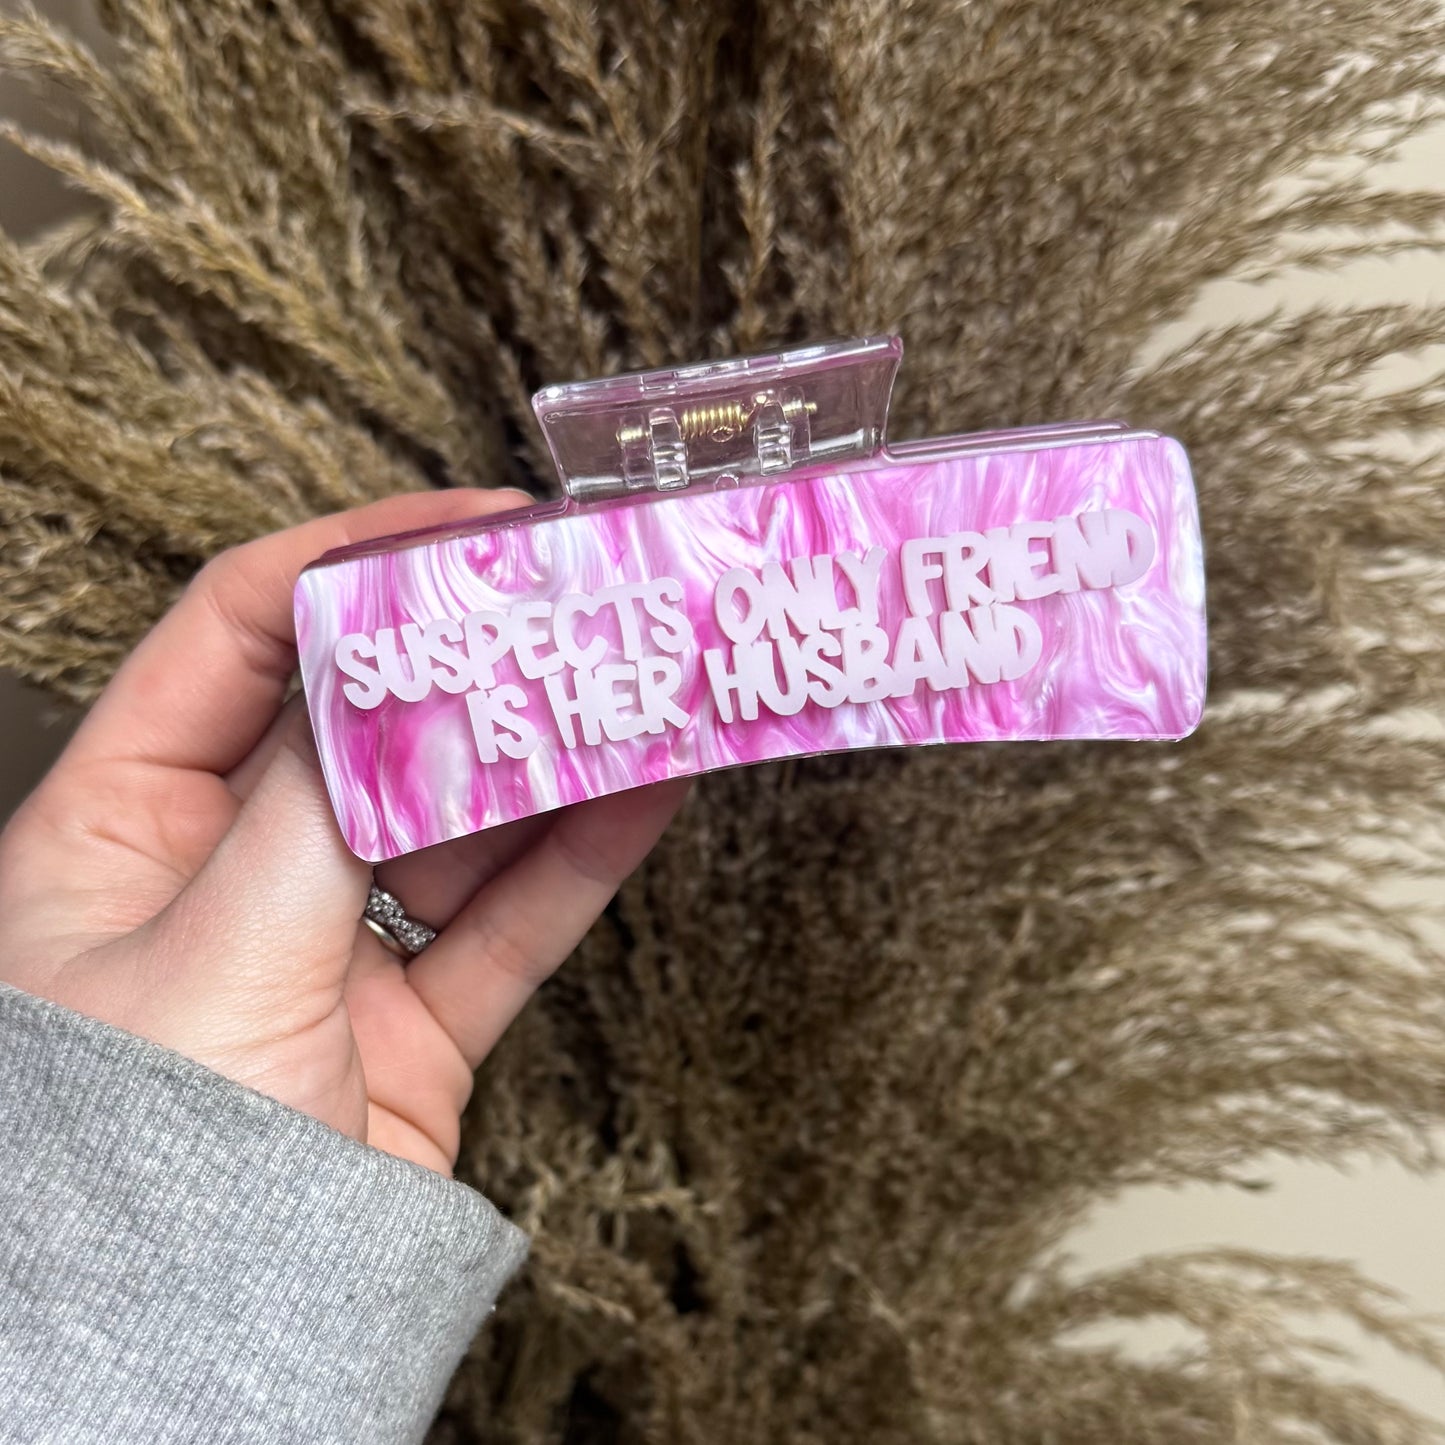 SUSPECTS ONLY FRIEND
IS HER HUSBAND